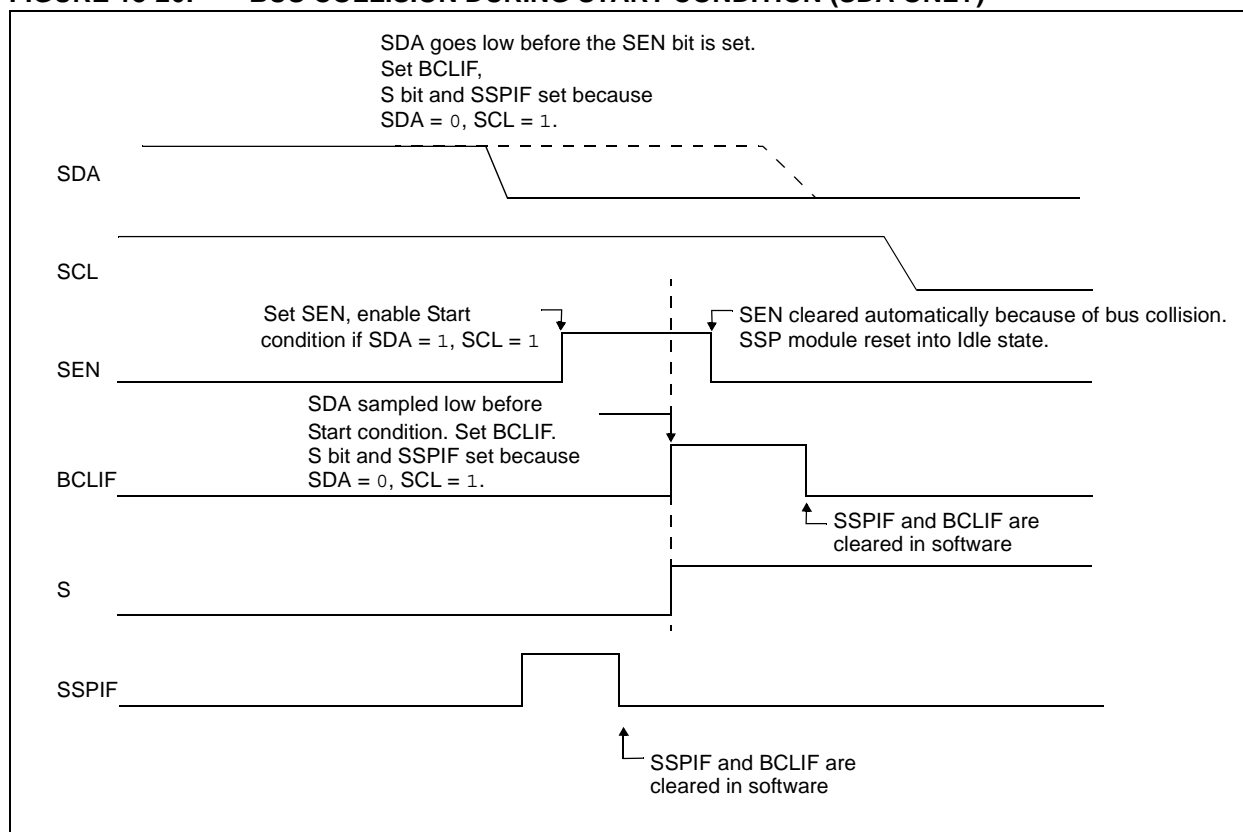 SDA goes low before the SEN bit is set.
Set BCLIF,
S bit and SSPIF set because
SDA = 0, SCL = 1.
SDA
SCL
Set SEN, enable Start
condition if SDA = 1, SCL = 1
SEN cleared automatically because of bus collision.
SSP module reset into Idle state.
SEN
SDA sampled low before
Start condition. Set BCLIF.
S bit and SSPIF set because
SDA = 0, SCL = 1.
BCLIF
SSPIF and BCLIF are
cleared in software
S
SSPIF
SSPIF and BCLIF are
cleared in software